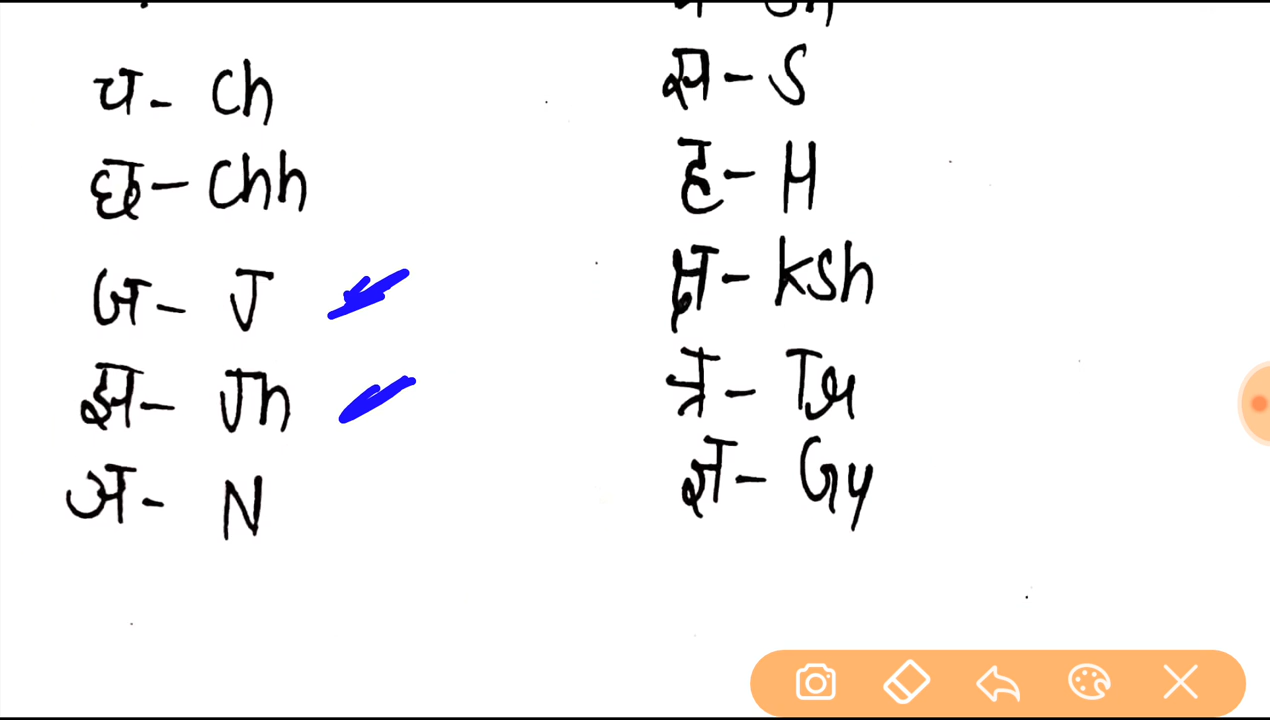 च - Ch
छ - Chh
ज - J
झ - Jh
ञ - N
स - S
ह - H
क्ष - ksh
त्र - Tr
ज्ञ - Gy